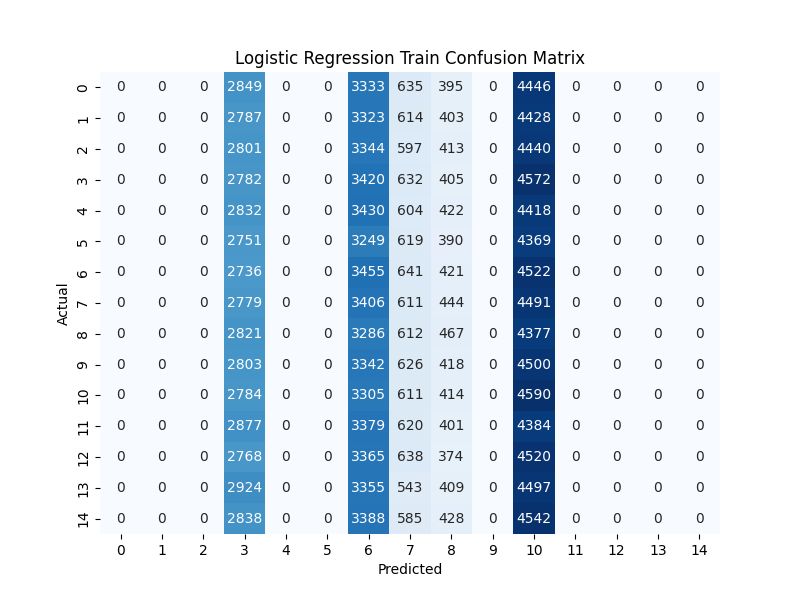 Logistic Regression Train Confusion Matrix
0 0 0 0 2849 0 0 3333 635 395 0 4446 0 0 0 0
1 0 0 0 2787 0 0 3323 614 403 0 4428 0 0 0 0
2 0 0 0 2801 0 0 3344 597 413 0 4440 0 0 0 0
3 0 0 0 2782 0 0 3420 632 405 0 4572 0 0 0 0
4 0 0 0 2832 0 0 3430 604 422 0 4418 0 0 0 0
5 0 0 0 2751 0 0 3249 619 390 0 4369 0 0 0 0
6 0 0 0 2736 0 0 3455 641 421 0 4522 0 0 0 0
7 0 0 0 2779 0 0 3406 611 444 0 4491 0 0 0 0
8 0 0 0 2821 0 0 3286 612 467 0 4377 0 0 0 0
9 0 0 0 2803 0 0 3342 626 418 0 4500 0 0 0 0
10 0 0 0 2784 0 0 3305 611 414 0 4590 0 0 0 0
11 0 0 0 2877 0 0 3379 620 401 0 4384 0 0 0 0
12 0 0 0 2768 0 0 3365 638 374 0 4520 0 0 0 0
13 0 0 0 2924 0 0 3355 543 409 0 4497 0 0 0 0
14 0 0 0 2838 0 0 3388 585 428 0 4542 0 0 0 0
0 1 2 3 4 5 6 7 8 9 10 11 12 13 14
Predicted
Actual